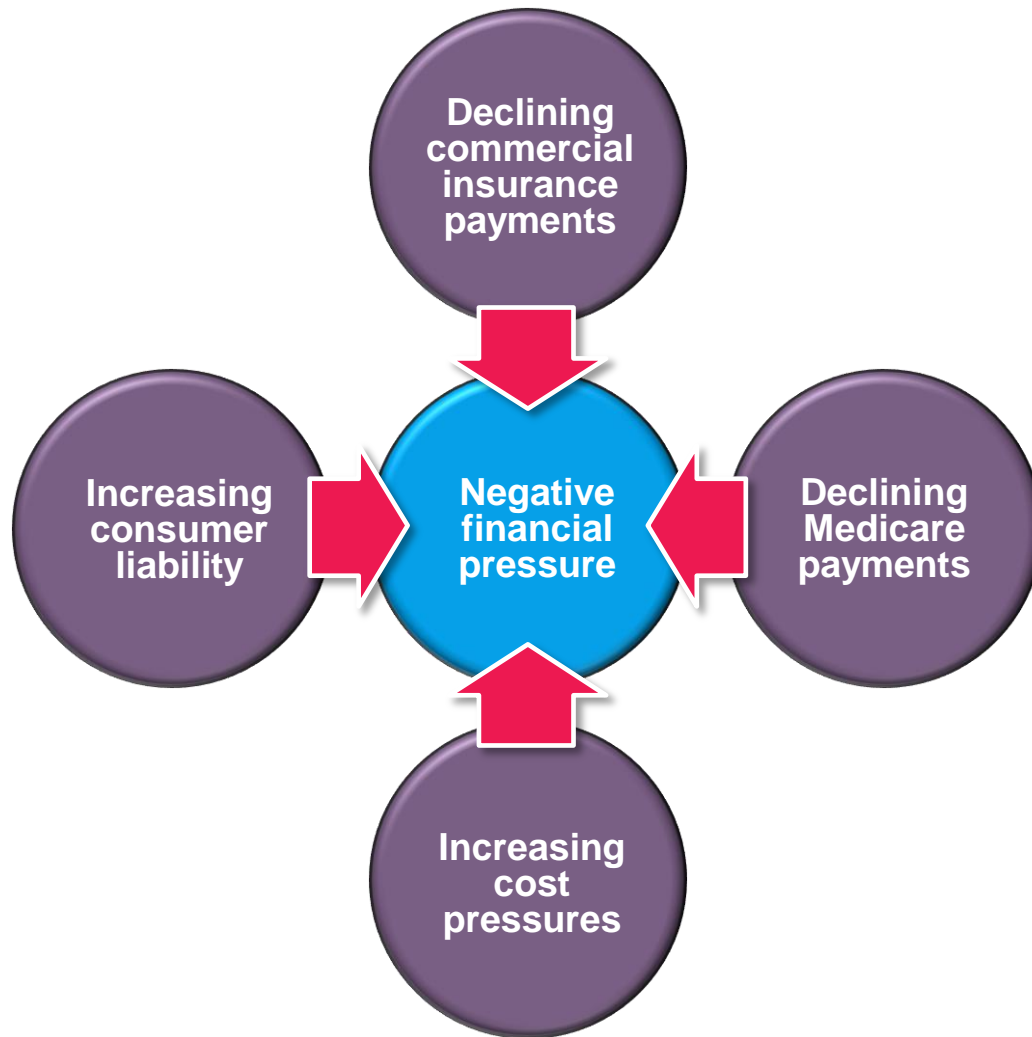 Declining
commercial
insurance
payments
Increasing
consumer
liability
Negative
financial
pressure
Declining
Medicare
payments
Increasing
cost
pressures